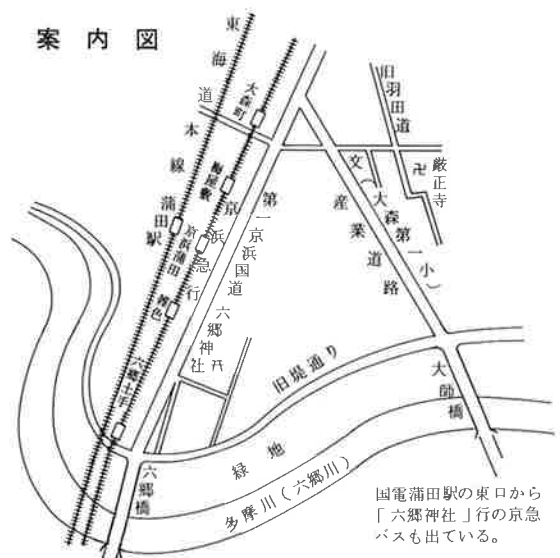 案内図
東海道本線
大森町
梅屋敷
蒲田駅
京浜蒲田
雑色
六郷土手
京浜急行
第一京浜国道
旧羽田道
卍
厳正寺
文(大森第一小)
産業道路
六郷神社
旧堤通り
大師橋
緑地
六郷橋
多摩川(六郷川)
国電蒲田駅の東口から
「六郷神社」行の京急
バスも出ている。